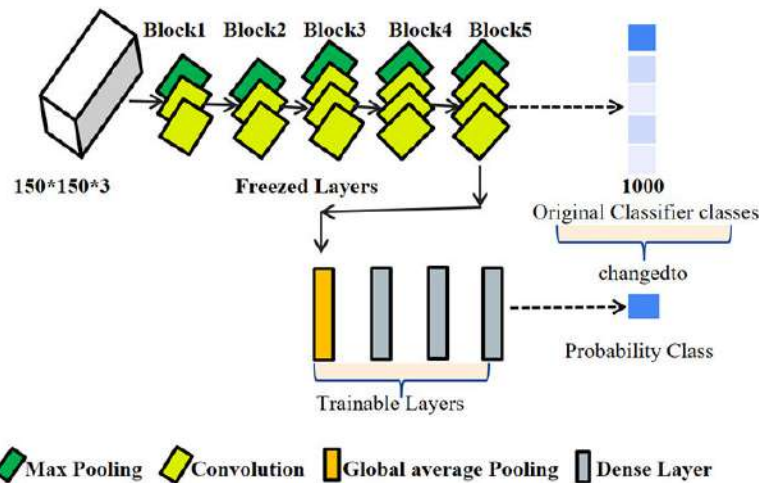 Block1 Block2 Block3 Block4 Block5
150*150*3
Freezed Layers
1000
Original Classifier classes
changedto
Probability Class
Trainable Layers
Max Pooling Convolution Global average Pooling Dense Layer